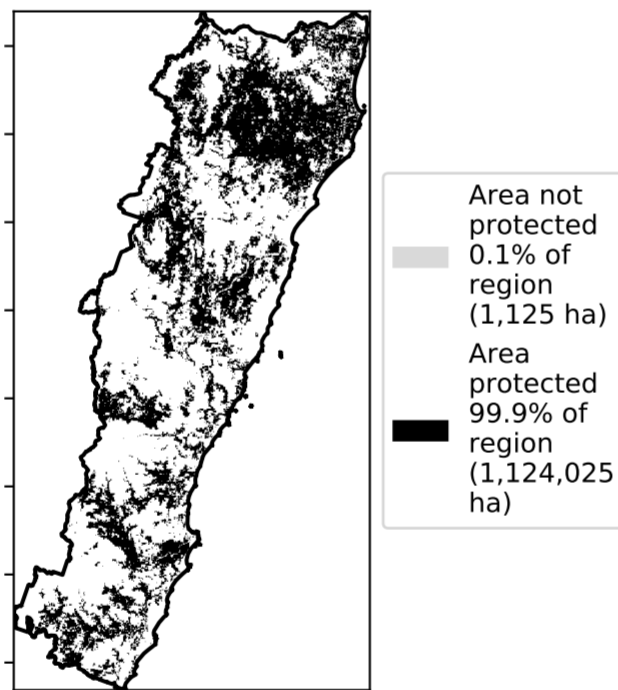 Area not
protected
0.1% of
region
(1,125 ha)
Area
protected
99.9% of
region
(1,124,025
ha)